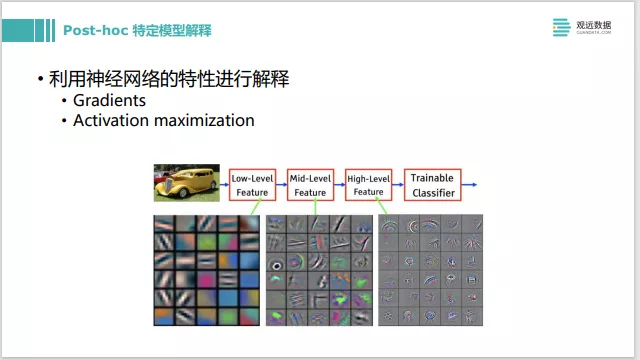 Post-hoc 特定模型解释
观远数据
GUANDATA.COM
• 利用神经网络的特性进行解释
• Gradients
• Activation maximization
Low-Level
Feature
Mid-Level
Feature
High-Level
Feature
Trainable
Classifier